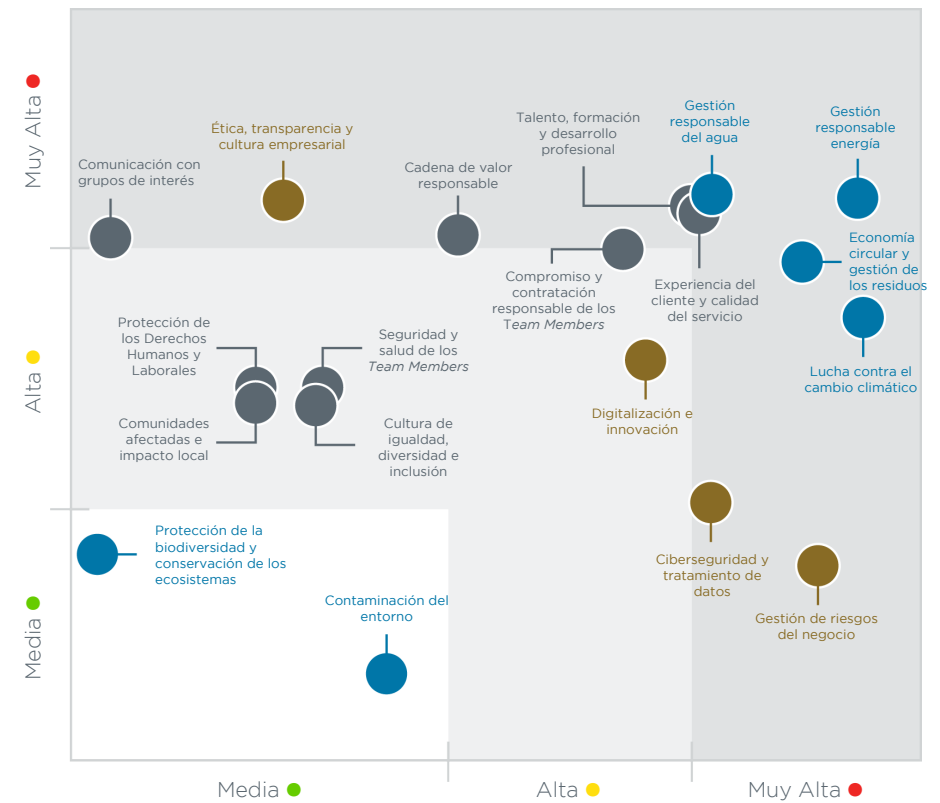 Muy Alta
Alta
Media
Comunicación con
grupos de interés
Ética, transparencia y
cultura empresarial
Cadena de valor
responsable
Talento, formación
y desarrollo
profesional
Gestión
responsable
del agua
Gestión
responsable
energía
Economía
circular y
gestión de
los residuos
Compromiso y
contratación
responsable de los
Team Members
Experiencia del
cliente y calidad
del servicio
Protección de
los Derechos
Humanos y
Laborales
Seguridad y
salud de los
Team Members
Lucha contra el
cambio climático
Comunidades
afectadas e
impacto local
Cultura de
igualdad,
diversidad e
inclusión
Digitalización e
innovación
Protección de la
biodiversidad y
conservación de los
ecosistemas
Ciberseguridad y
tratamiento de
datos
Contaminación del
entorno
Gestión de riesgos
del negocio
Media
Alta
Muy Alta